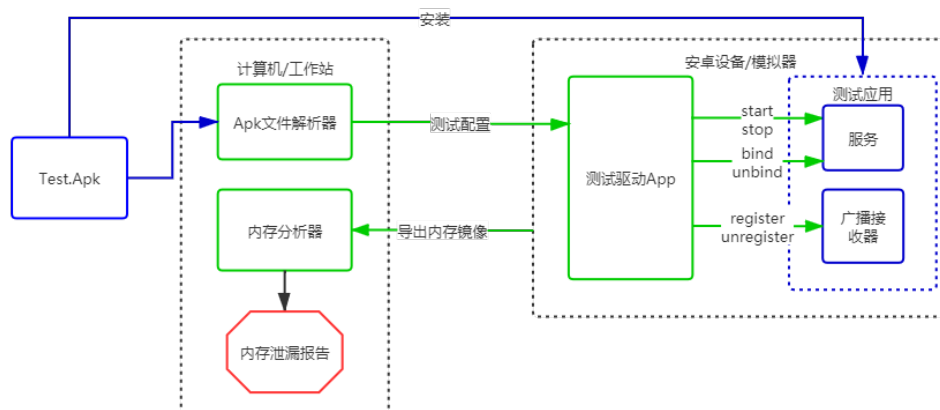 安装
计算机/工作站
安卓设备/模拟器
测试应用
Test.Apk
Apk文件解析器
测试配置
测试驱动App
start
stop
服务
bind
unbind
内存分析器
导出内存镜像
register
unregister
广播接
收器
内存泄漏报告